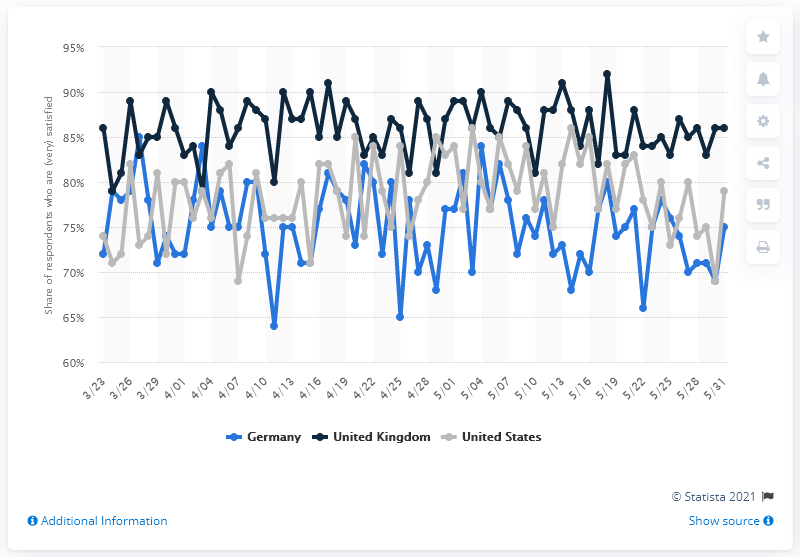 Share of respondents who are (very) satisfied
95%
90%
85%
80%
75%
70%
65%
60%
3/23 3/26 3/29 4/01 4/04 4/07 4/10 4/13 4/16 4/19 4/22 4/25 4/28 5/01 5/04 5/07 5/10 5/13 5/16 5/19 5/22 5/25 5/28 5/31
Germany United Kingdom United States
© Statista 2021
Additional Information Show source